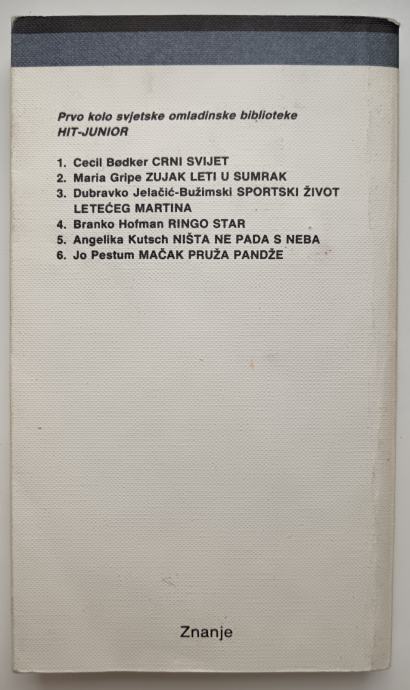 Prvo kolo svjetske omladinske biblioteke
HIT-JUNIOR
1. Cecil Bødker CRNI SVIJET
2. Maria Gripe ZUJAK LETI U SUMRAK
3. Dubravko Jelačić-Bužimski SPORTSKI ŽIVOT
LETEĆEG MARTINA
4. Branko Hofman RINGO STAR
5. Angelika Kutsch NIŠTA NE PADA S NEBA
6. Jo Pestum MAČAK PRUŽA PANDŽE
Znanje